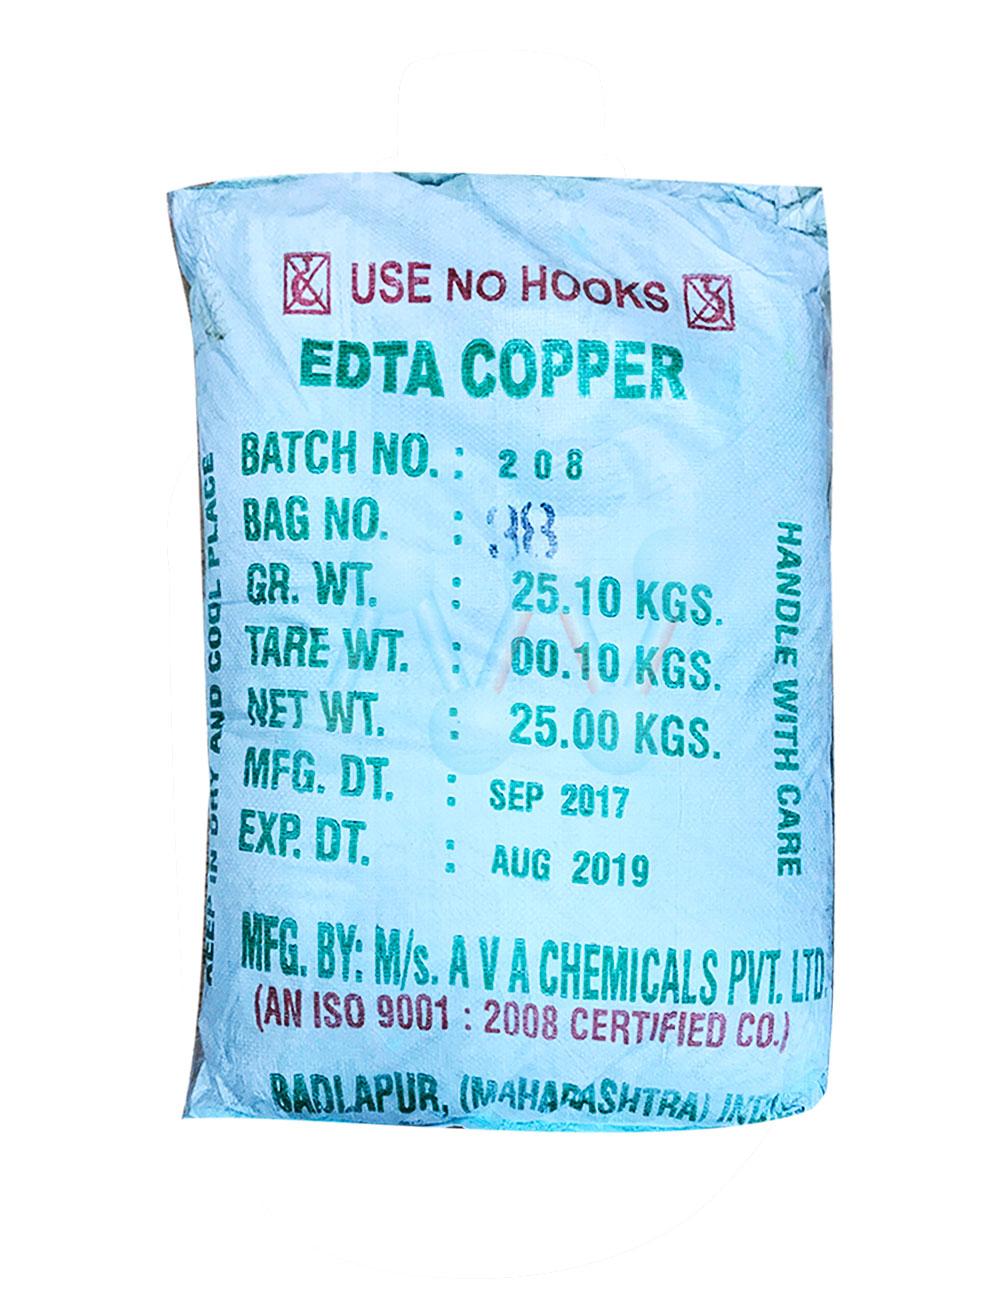 USE NO HOOKS
EDTA COPPER
BATCH NO. : 208
BAG NO. : 98
GR. WT. : 25.10 KGS.
TARE WT. : 00.10 KGS.
NET WT. : 25.00 KGS.
MFG. DT. : SEP 2017
EXP. DT. : AUG 2019
MFG. BY: M/s. A V A CHEMICALS PVT. LTD.
(AN ISO 9001 : 2008 CERTIFIED CO.)
BADLAPUR, (MAHARASHTRA) INDIA
KEEP IN DRY AND COOL PLACE
HANDLE WITH CARE